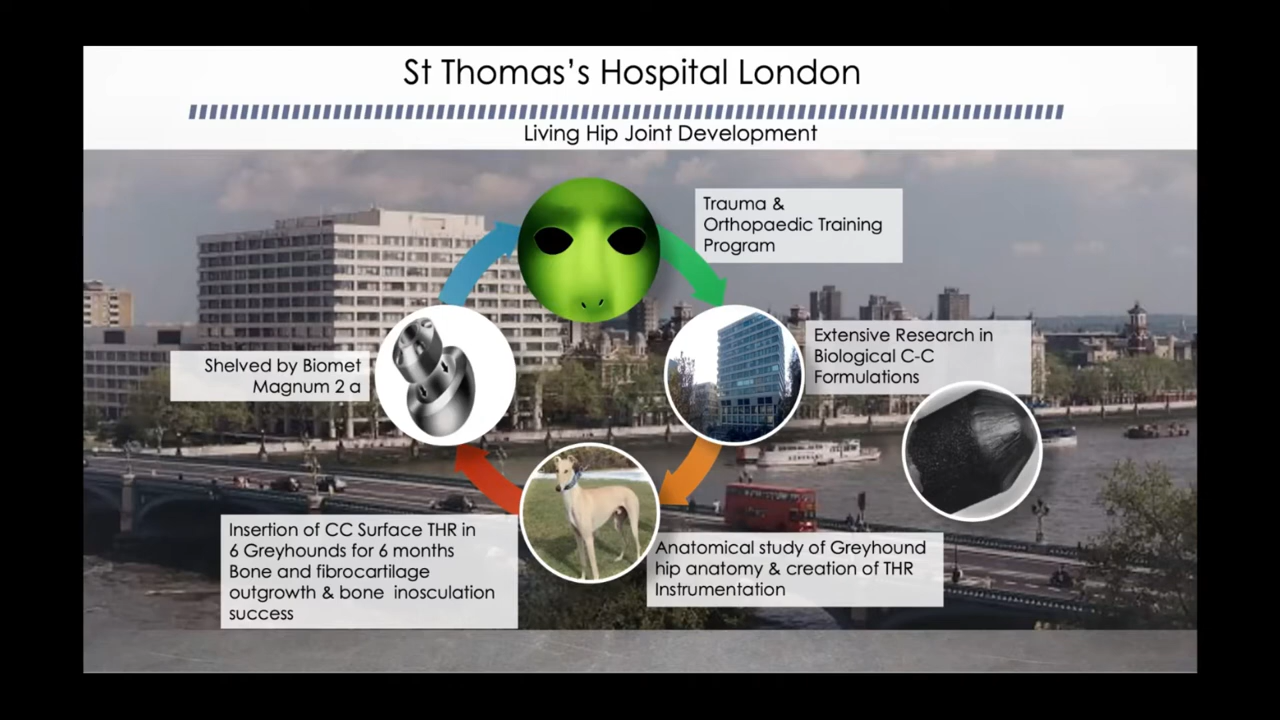 St Thomas's Hospital London
Living Hip Joint Development
Trauma &
Orthopaedic Training
Program
Extensive Research in
Biological C-C
Formulations
Anatomical study of Greyhound
hip anatomy & creation of THR
Instrumentation
Insertion of CC Surface THR in
6 Greyhounds for 6 months
Bone and fibrocartilage
outgrowth & bone inosculation
success
Shelved by Biomet
Magnum 2 a